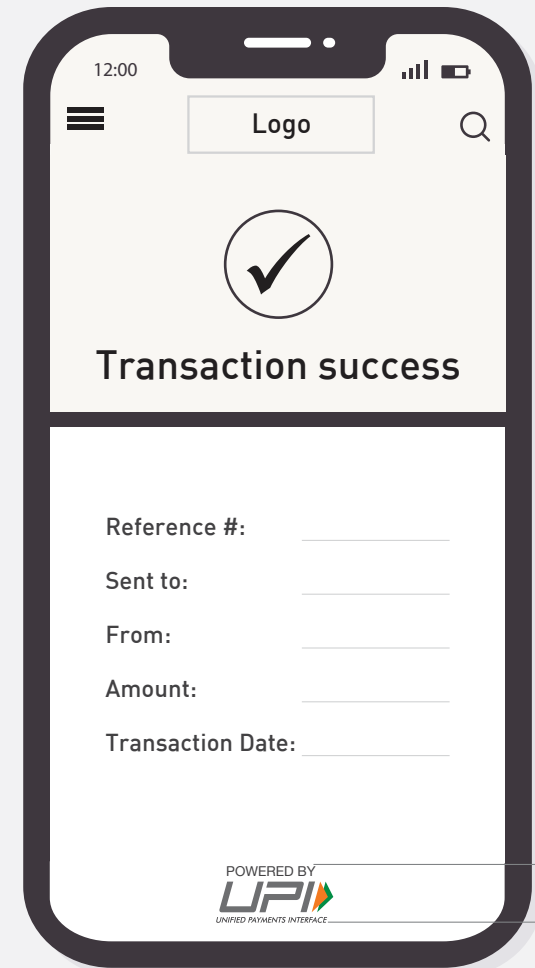 12:00
Logo
Transaction success
Reference #:
Sent to:
From:
Amount:
Transaction Date:
POWERED BY
UPI
UNIFIED PAYMENTS INTERFACE